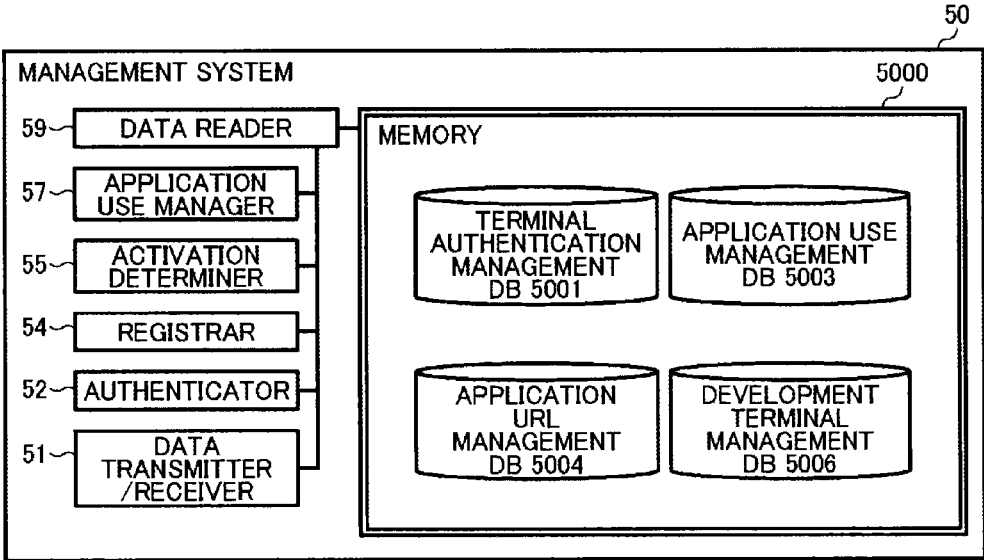 50
MANAGEMENT SYSTEM
5000
59
DATA READER
MEMORY
57
APPLICATION
USE MANAGER
55
ACTIVATION
DETERMINER
54
REGISTRAR
52
AUTHENTICATOR
51
DATA
TRANSMITTER
/RECEIVER
TERMINAL
AUTHENTICATION
MANAGEMENT
DB 5001
APPLICATION USE
MANAGEMENT
DB 5003
APPLICATION
URL
MANAGEMENT
DB 5004
DEVELOPMENT
TERMINAL
MANAGEMENT
DB 5006